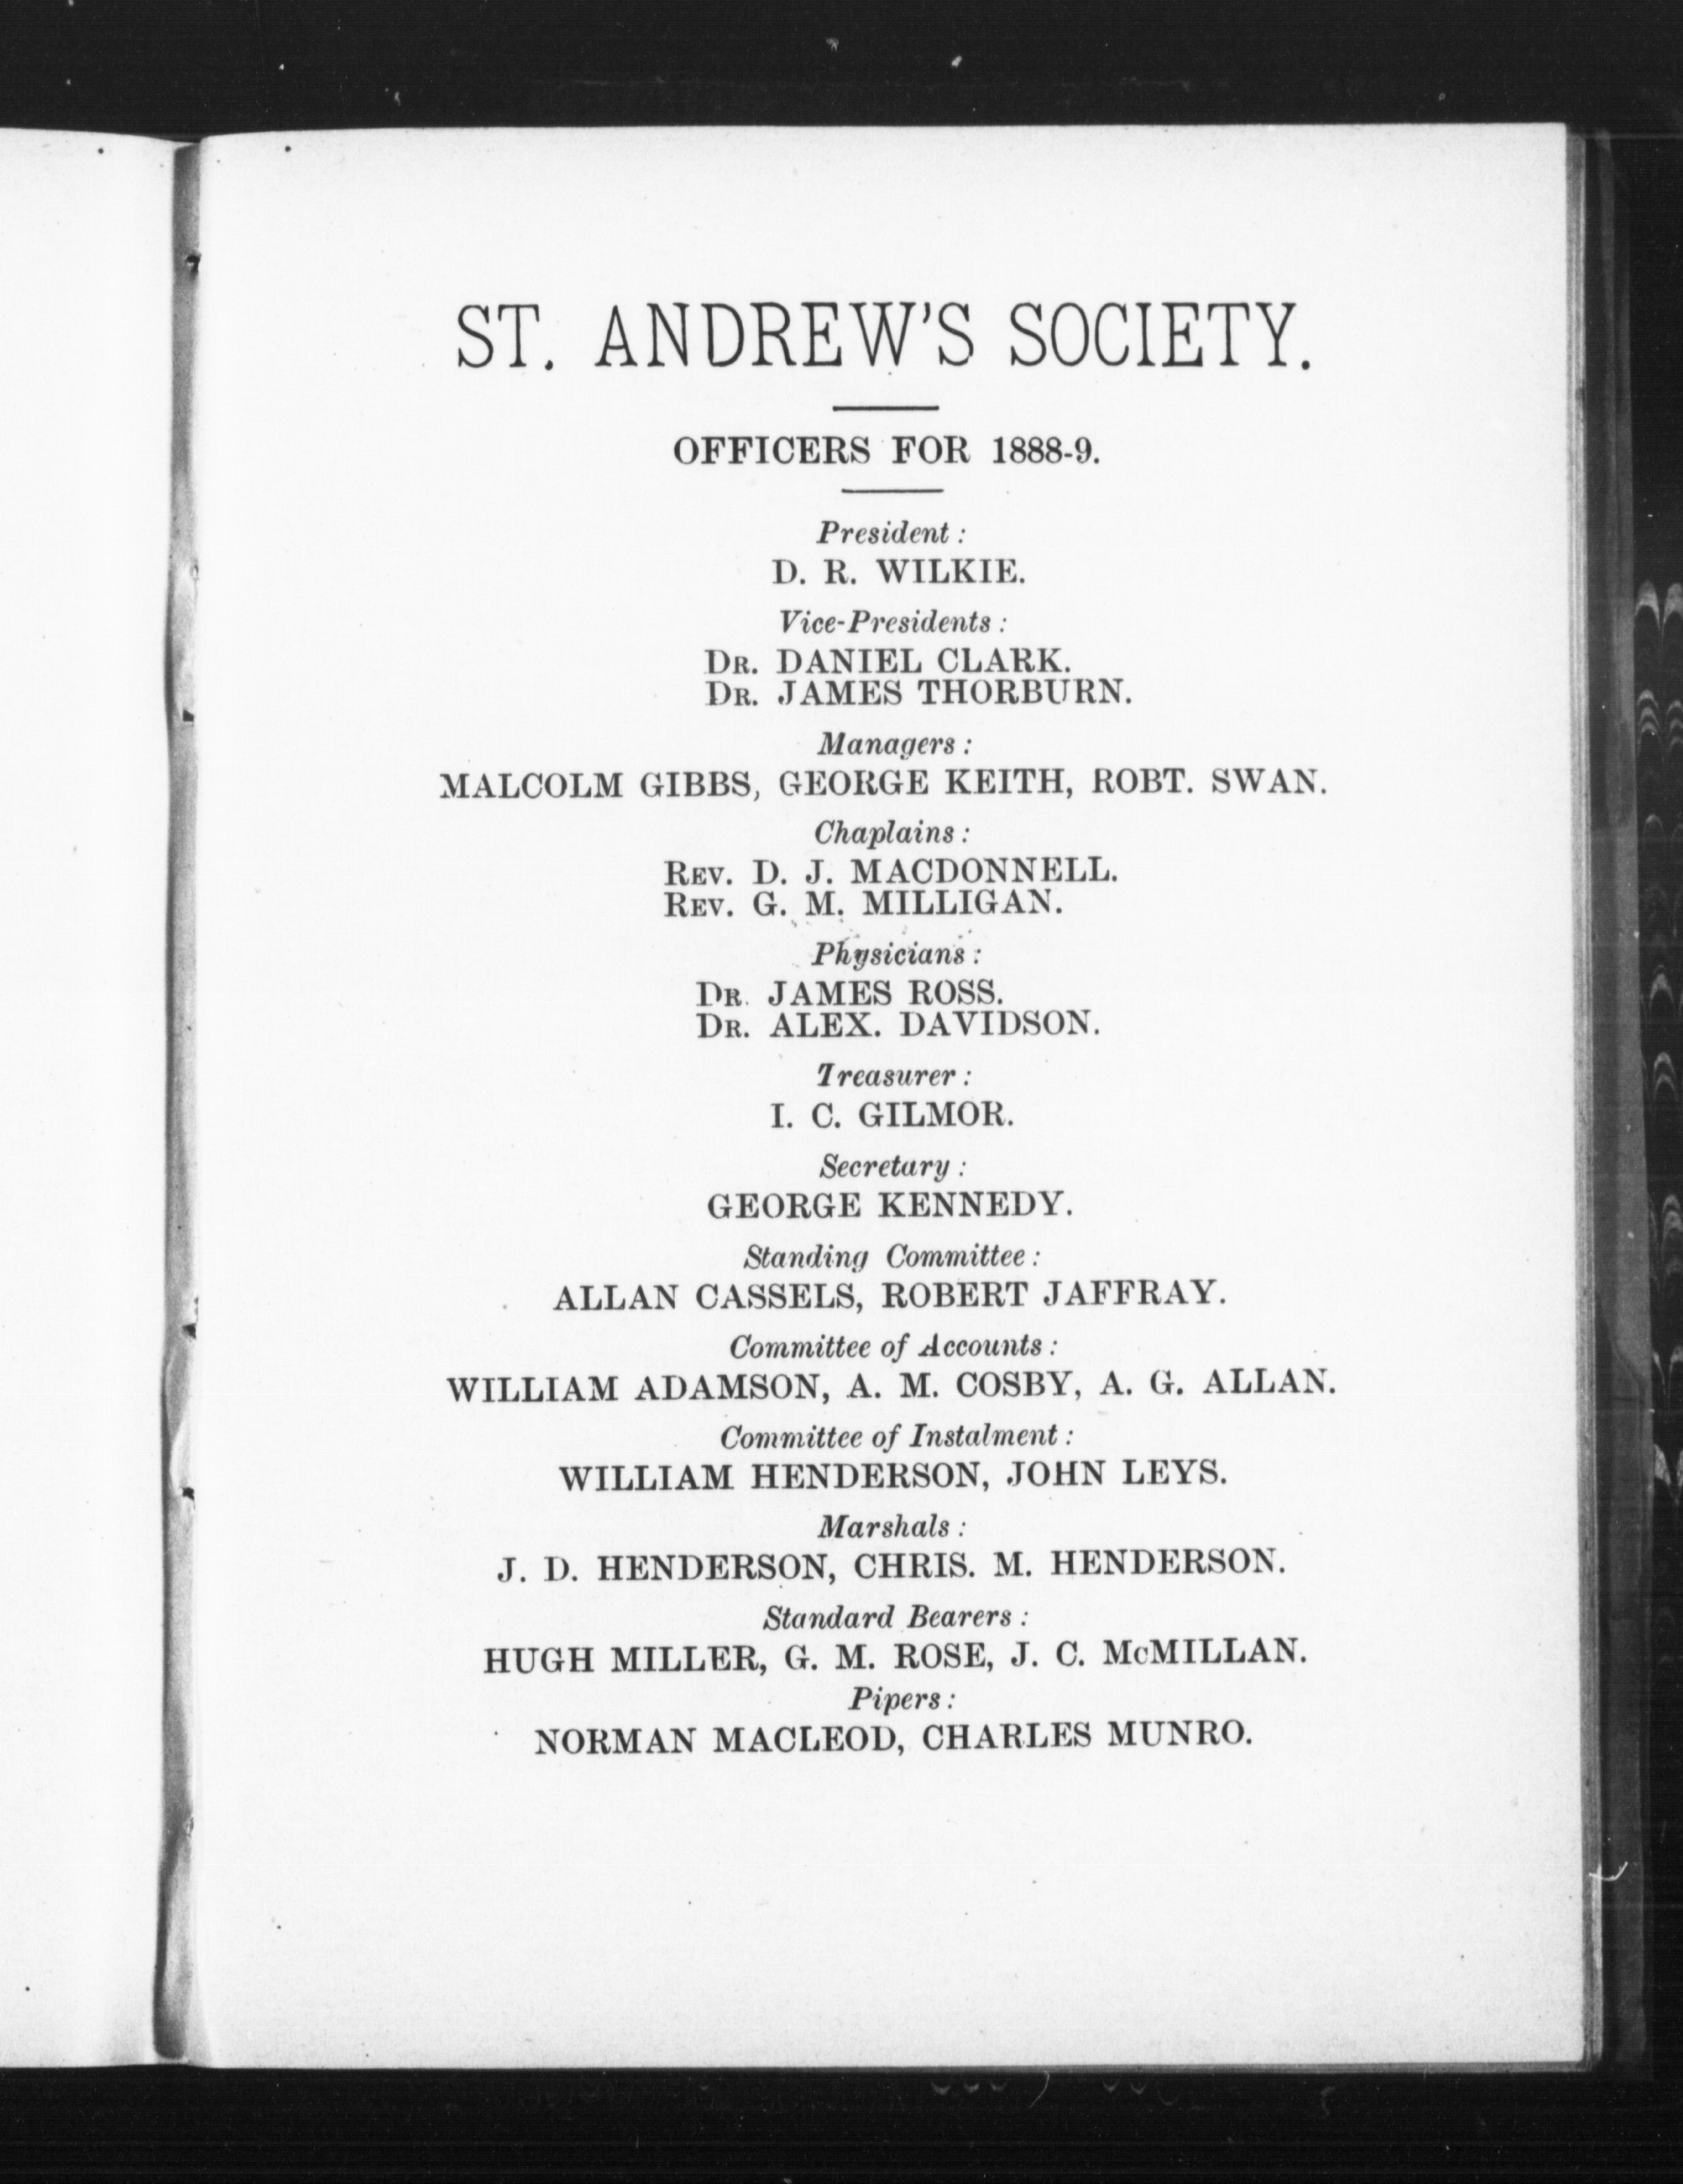 ST. ANDREW'S SOCIETY.
OFFICERS FOR 1888-9.
President :
D. R. WILKIE.
Vice-Presidents :
DR. DANIEL CLARK.
DR. JAMES THORBURN.
Managers :
MALCOLM GIBBS, GEORGE KEITH, ROBT. SWAN.
Chaplains :
REV. D. J. MACDONNELL.
REV. G. M. MILLIGAN.
Physicians :
DR. JAMES ROSS.
DR. ALEX. DAVIDSON.
Treasurer :
I. C. GILMOR.
Secretary :
GEORGE KENNEDY.
Standing Committee :
ALLAN CASSELS, ROBERT JAFFRAY.
Committee of Accounts :
WILLIAM ADAMSON, A. M. COSBY, A. G. ALLAN.
Committee of Instalment :
WILLIAM HENDERSON, JOHN LEYS.
Marshals :
J. D. HENDERSON, CHRIS. M. HENDERSON.
Standard Bearers :
HUGH MILLER, G. M. ROSE, J. C. McMILLAN.
Pipers :
NORMAN MACLEOD, CHARLES MUNRO.